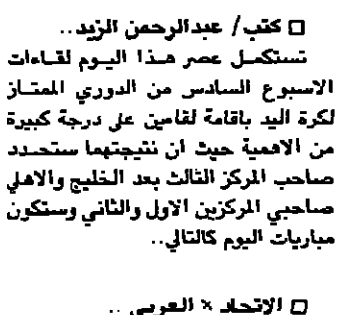 □ كتب / عبدالرحمن الزيد..
تستكمل عصر هذا اليوم لقاءات
الاسبوع السادس من الدوري الممتاز
لكرة اليد باقامة لقاءين على درجة كبيرة
من الاهمية حيث ان نتيجتهما ستحدد
صاحب المركز الثالث بعد الخليج والاهلي
صاحبي المركزين الاول والثاني وستكون
مباريات اليوم كالتالي..
□ الاتحاد × العربي ..